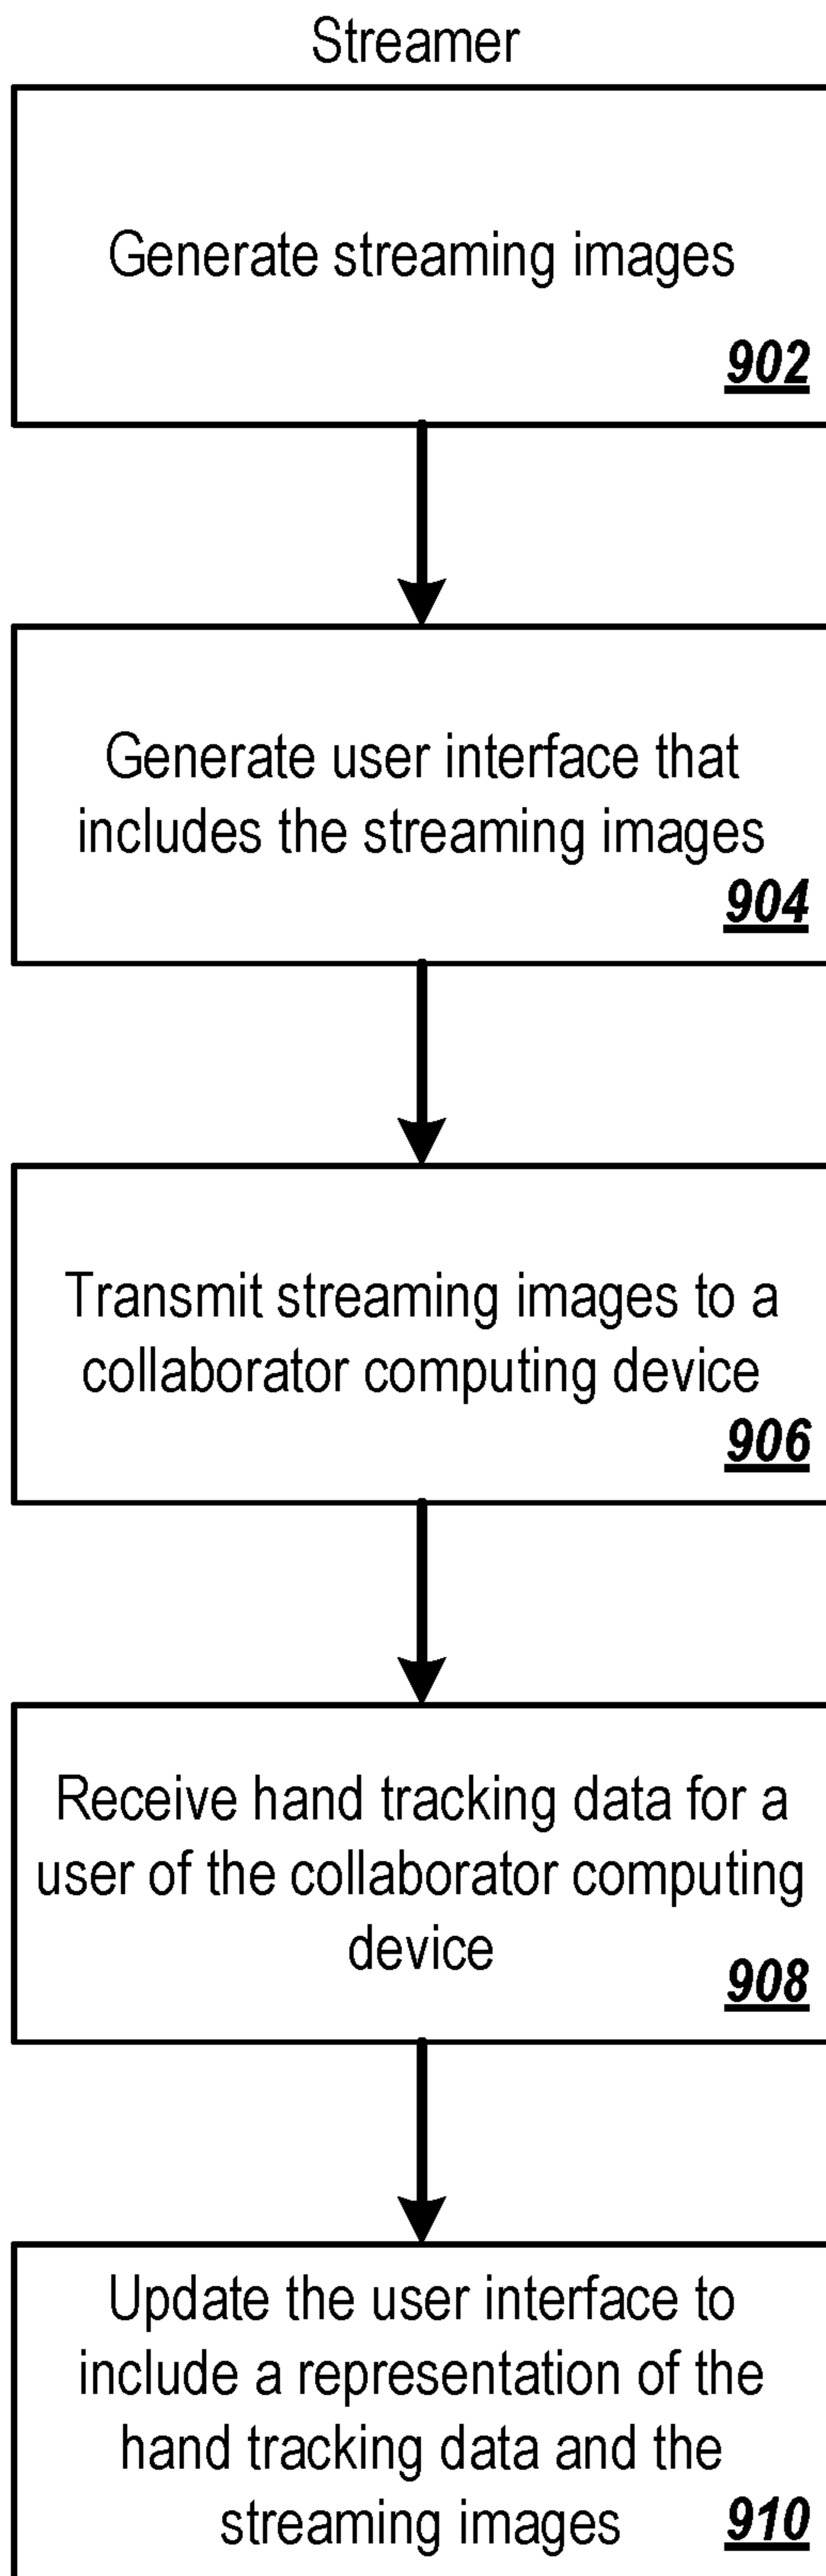 Streamer
Generate streaming images
902
Generate user interface that
includes the streaming images
904
Transmit streaming images to a
collaborator computing device
906
Receive hand tracking data for a
user of the collaborator computing
device
908
Update the user interface to
include a representation of the
hand tracking data and the
streaming images
910